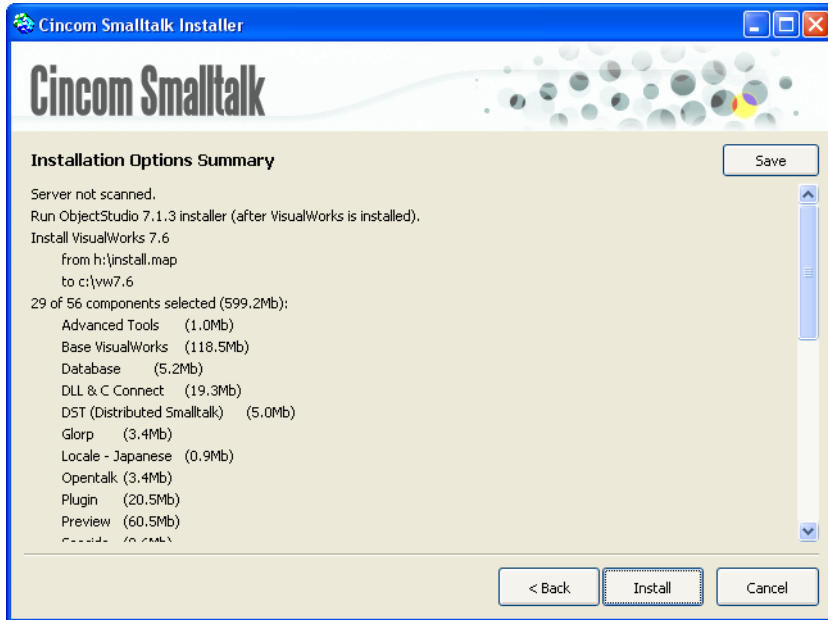 Cincom Smalltalk Installer
Cincom Smalltalk
Installation Options Summary
Save
Server not scanned.
Run ObjectStudio 7.1.3 installer (after VisualWorks is installed).
Install VisualWorks 7.6
from h:\install.map
to c:\vw7.6
29 of 56 components selected (599.2Mb):
Advanced Tools (1.0Mb)
Base VisualWorks (118.5Mb)
Database (5.2Mb)
DLL & C Connect (19.3Mb)
DST (Distributed Smalltalk) (5.0Mb)
Glorp (3.4Mb)
Locale - Japanese (0.9Mb)
Opentalk (3.4Mb)
Plugin (20.5Mb)
Preview (60.5Mb)
< Back
Install
Cancel